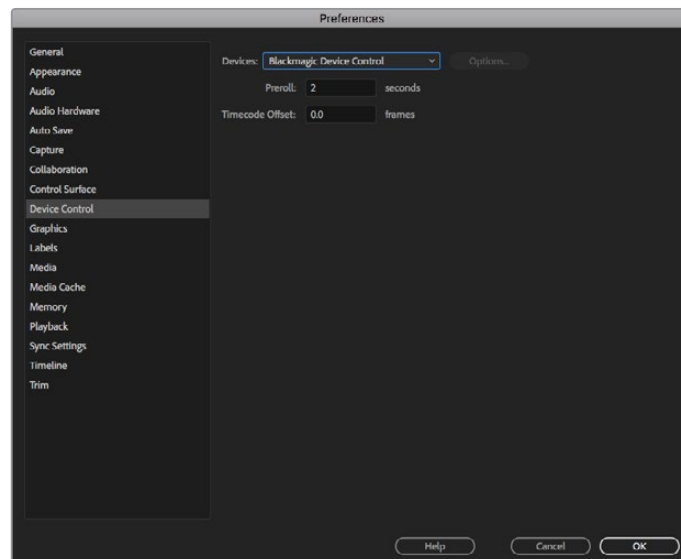 Preferences
General
Appearance
Audio
Audio Hardware
Auto Save
Capture
Collaboration
Control Surface
Device Control
Graphics
Labels
Media
Media Cache
Memory
Playback
Sync Settings
Timeline
Trim
Devices: Blackmagic Device Control Options...
Preroll: 2 seconds
Timecode Offset: 0.0 frames
Help Cancel OK